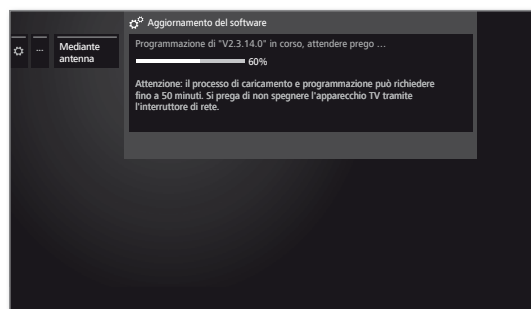 Aggiornamento del software
...
Mediante
antenna
Programmazione di "V2.3.14.0" in corso, attendere prego ...
60%
Attenzione: il processo di caricamento e programmazione può richiedere
fino a 50 minuti. Si prega di non spegnere l'apparecchio TV tramite
l'interruttore di rete.